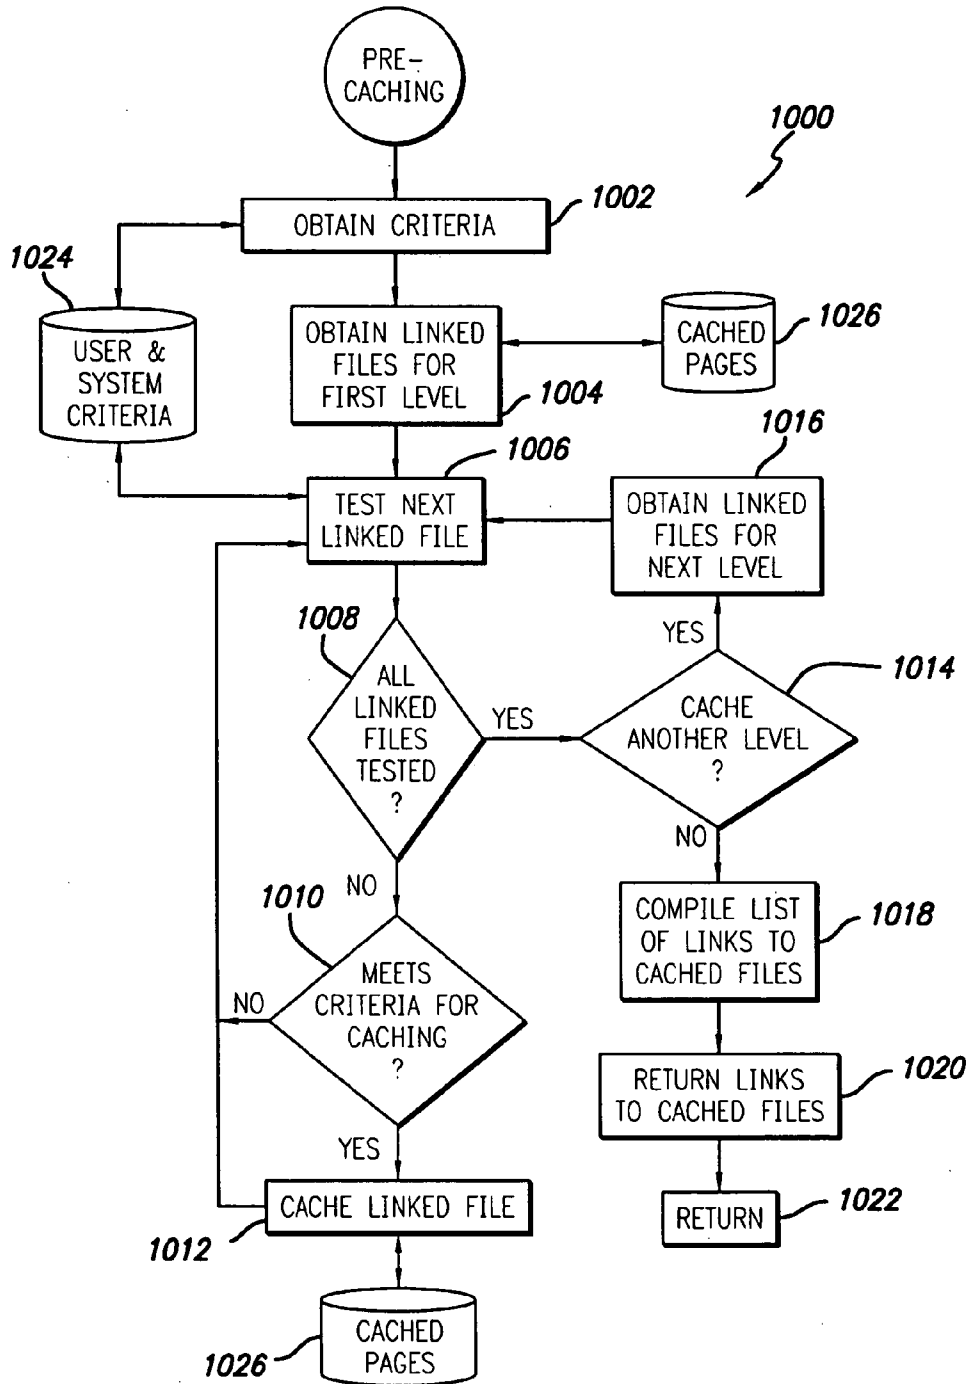 PRE-
CACHING
1000
1002
OBTAIN CRITERIA
1024
USER &
SYSTEM
CRITERIA
OBTAIN LINKED
FILES FOR
FIRST LEVEL
1004
CACHED
PAGES
1026
1006
TEST NEXT
LINKED FILE
1016
OBTAIN LINKED
FILES FOR
NEXT LEVEL
1008
ALL
LINKED
FILES
TESTED
?
YES
YES
1014
CACHE
ANOTHER LEVEL
?
NO
NO
1010
MEETS
CRITERIA FOR
CACHING
?
NO
YES
COMPILE LIST
OF LINKS TO
CACHED FILES
1018
RETURN LINKS
TO CACHED FILES
1020
CACHE LINKED FILE
1012
RETURN
1022
CACHED
PAGES
1026